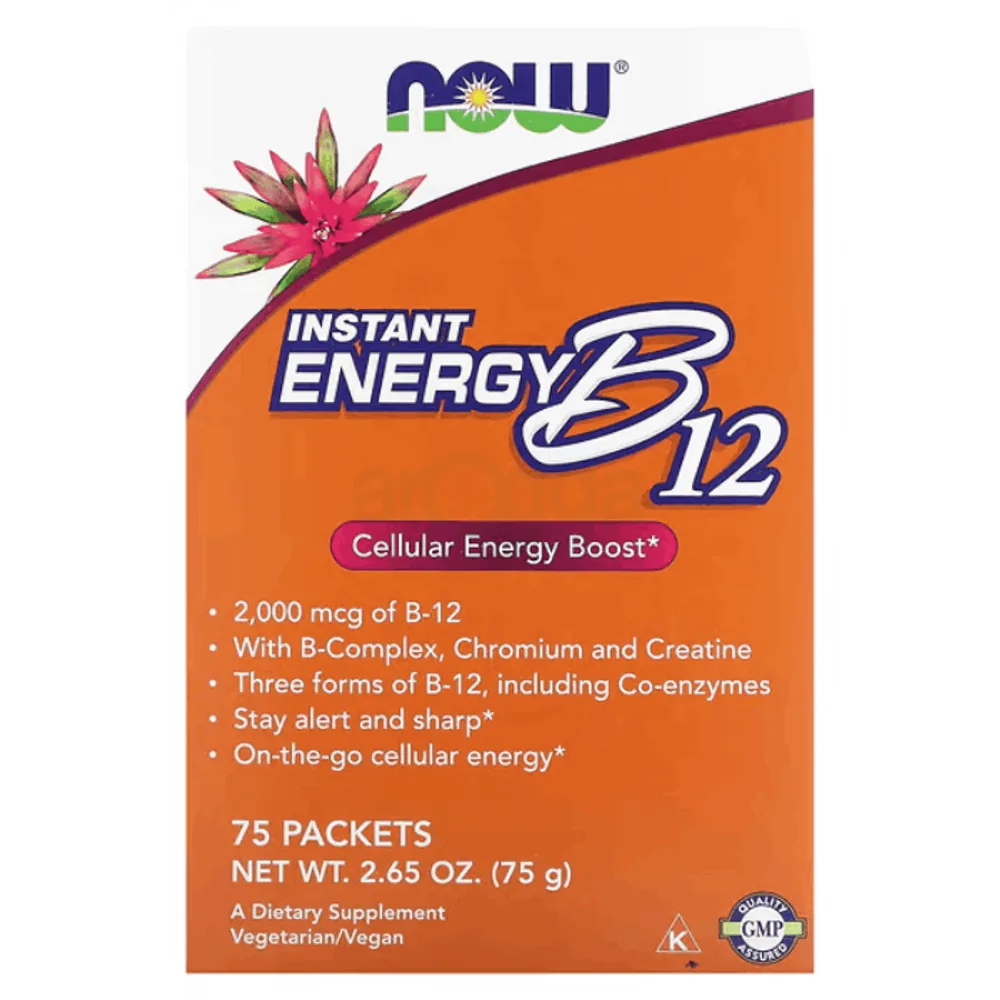 NOW®
INSTANT
ENERGY B12
Cellular Energy Boost*
• 2,000 mcg of B-12
• With B-Complex, Chromium and Creatine
• Three forms of B-12, including Co-enzymes
• Stay alert and sharp*
• On-the-go cellular energy*
75 PACKETS
NET WT. 2.65 OZ. (75 g)
A Dietary Supplement
Vegetarian/Vegan
K
QUALITY
GMP
ASSURED